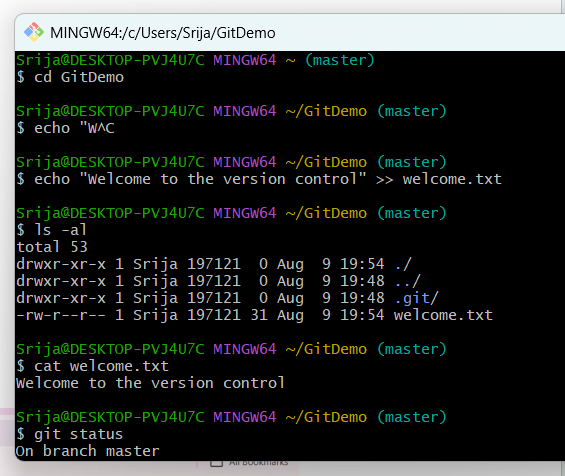 MINGW64:/c/Users/Srija/GitDemo
Srija@DESKTOP-PVJ4U7C MINGW64 ~ (master)
$ cd GitDemo
Srija@DESKTOP-PVJ4U7C MINGW64 ~/GitDemo (master)
$ echo "W^C
Srija@DESKTOP-PVJ4U7C MINGW64 ~/GitDemo (master)
$ echo "Welcome to the version control" >> welcome.txt
Srija@DESKTOP-PVJ4U7C MINGW64 ~/GitDemo (master)
$ ls -al
total 53
drwxr-xr-x 1 Srija 197121  0 Aug  9 19:54 ./
drwxr-xr-x 1 Srija 197121  0 Aug  9 19:48 ../
drwxr-xr-x 1 Srija 197121  0 Aug  9 19:48 .git/
-rw-r--r-- 1 Srija 197121 31 Aug  9 19:54 welcome.txt
Srija@DESKTOP-PVJ4U7C MINGW64 ~/GitDemo (master)
$ cat welcome.txt
Welcome to the version control
Srija@DESKTOP-PVJ4U7C MINGW64 ~/GitDemo (master)
$ git status
On branch master
All Bookmarks